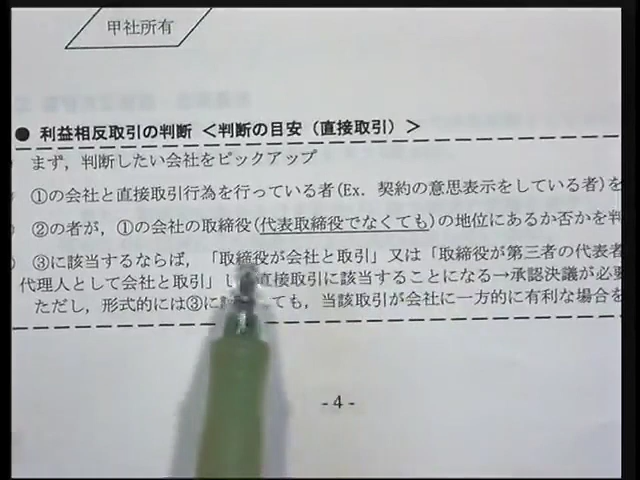 甲社所有
● 利益相反取引の判断 ＜判断の目安（直接取引）＞
まず，判断したい会社をピックアップ
①の会社と直接取引行為を行っている者(Ex．契約の意思表示をしている者)を
②の者が，①の会社の取締役(代表取締役でなくても)の地位にあるか否かを判
③に該当するならば，「取締役が会社と取引」又は「取締役が第三者の代表者
代理人として会社と取引」し 直接取引に該当することになる→承認決議が必要
ただし，形式的には③に ても，当該取引が会社に一方的に有利な場合を
- 4 -